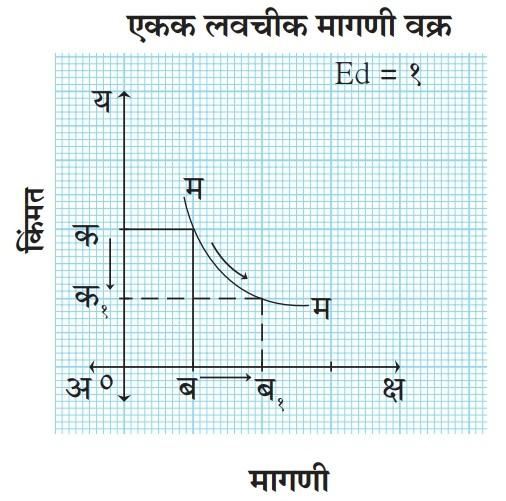 एकक लवचीक मागणी वक्र
Ed = १
य
किंमत
म
क
क१
म
अ ० ब ब१ क्ष
मागणी